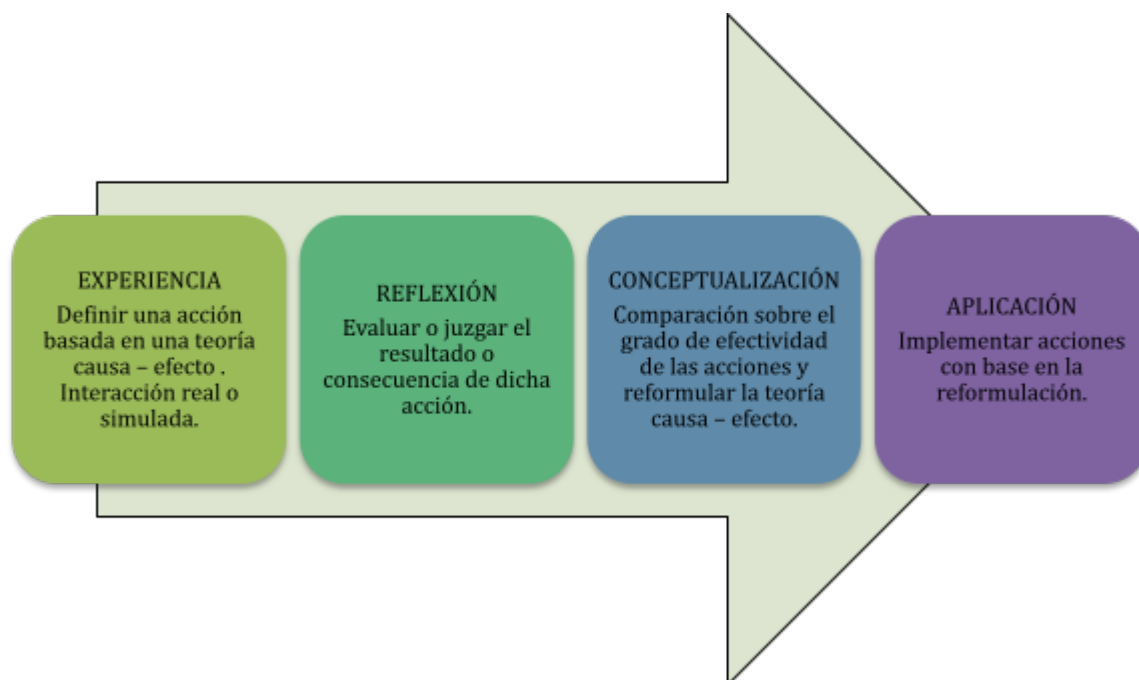 EXPERIENCIA
Definir una acción
basada en una teoría
causa – efecto .
Interacción real o
simulada.
REFLEXIÓN
Evaluar o juzgar el
resultado o
consecuencia de dicha
acción.
CONCEPTUALIZACIÓN
Comparación sobre el
grado de efectividad
de las acciones y
reformular la teoría
causa – efecto.
APLICACIÓN
Implementar acciones
con base en la
reformulación.